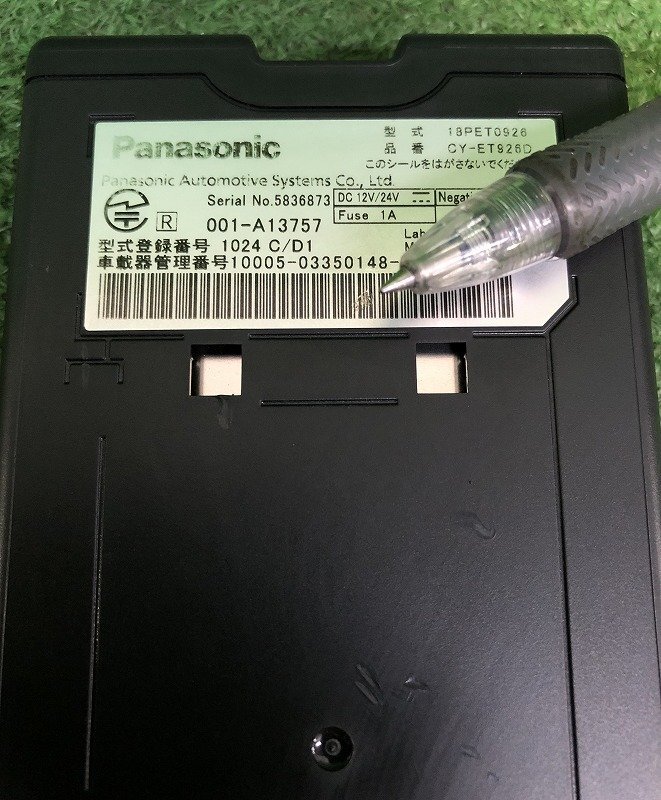 Panasonic
型式 18PET0926
品番 CY-ET926D
このシールをはがさないでくだ
Panasonic Automotive Systems Co., Ltd.
Serial No.5836873
DC 12V/24V
Negati
Fuse 1A
R 001-A13757
Lab
型式登録番号 1024 C/D1
M
車載器管理番号10005-03350148-